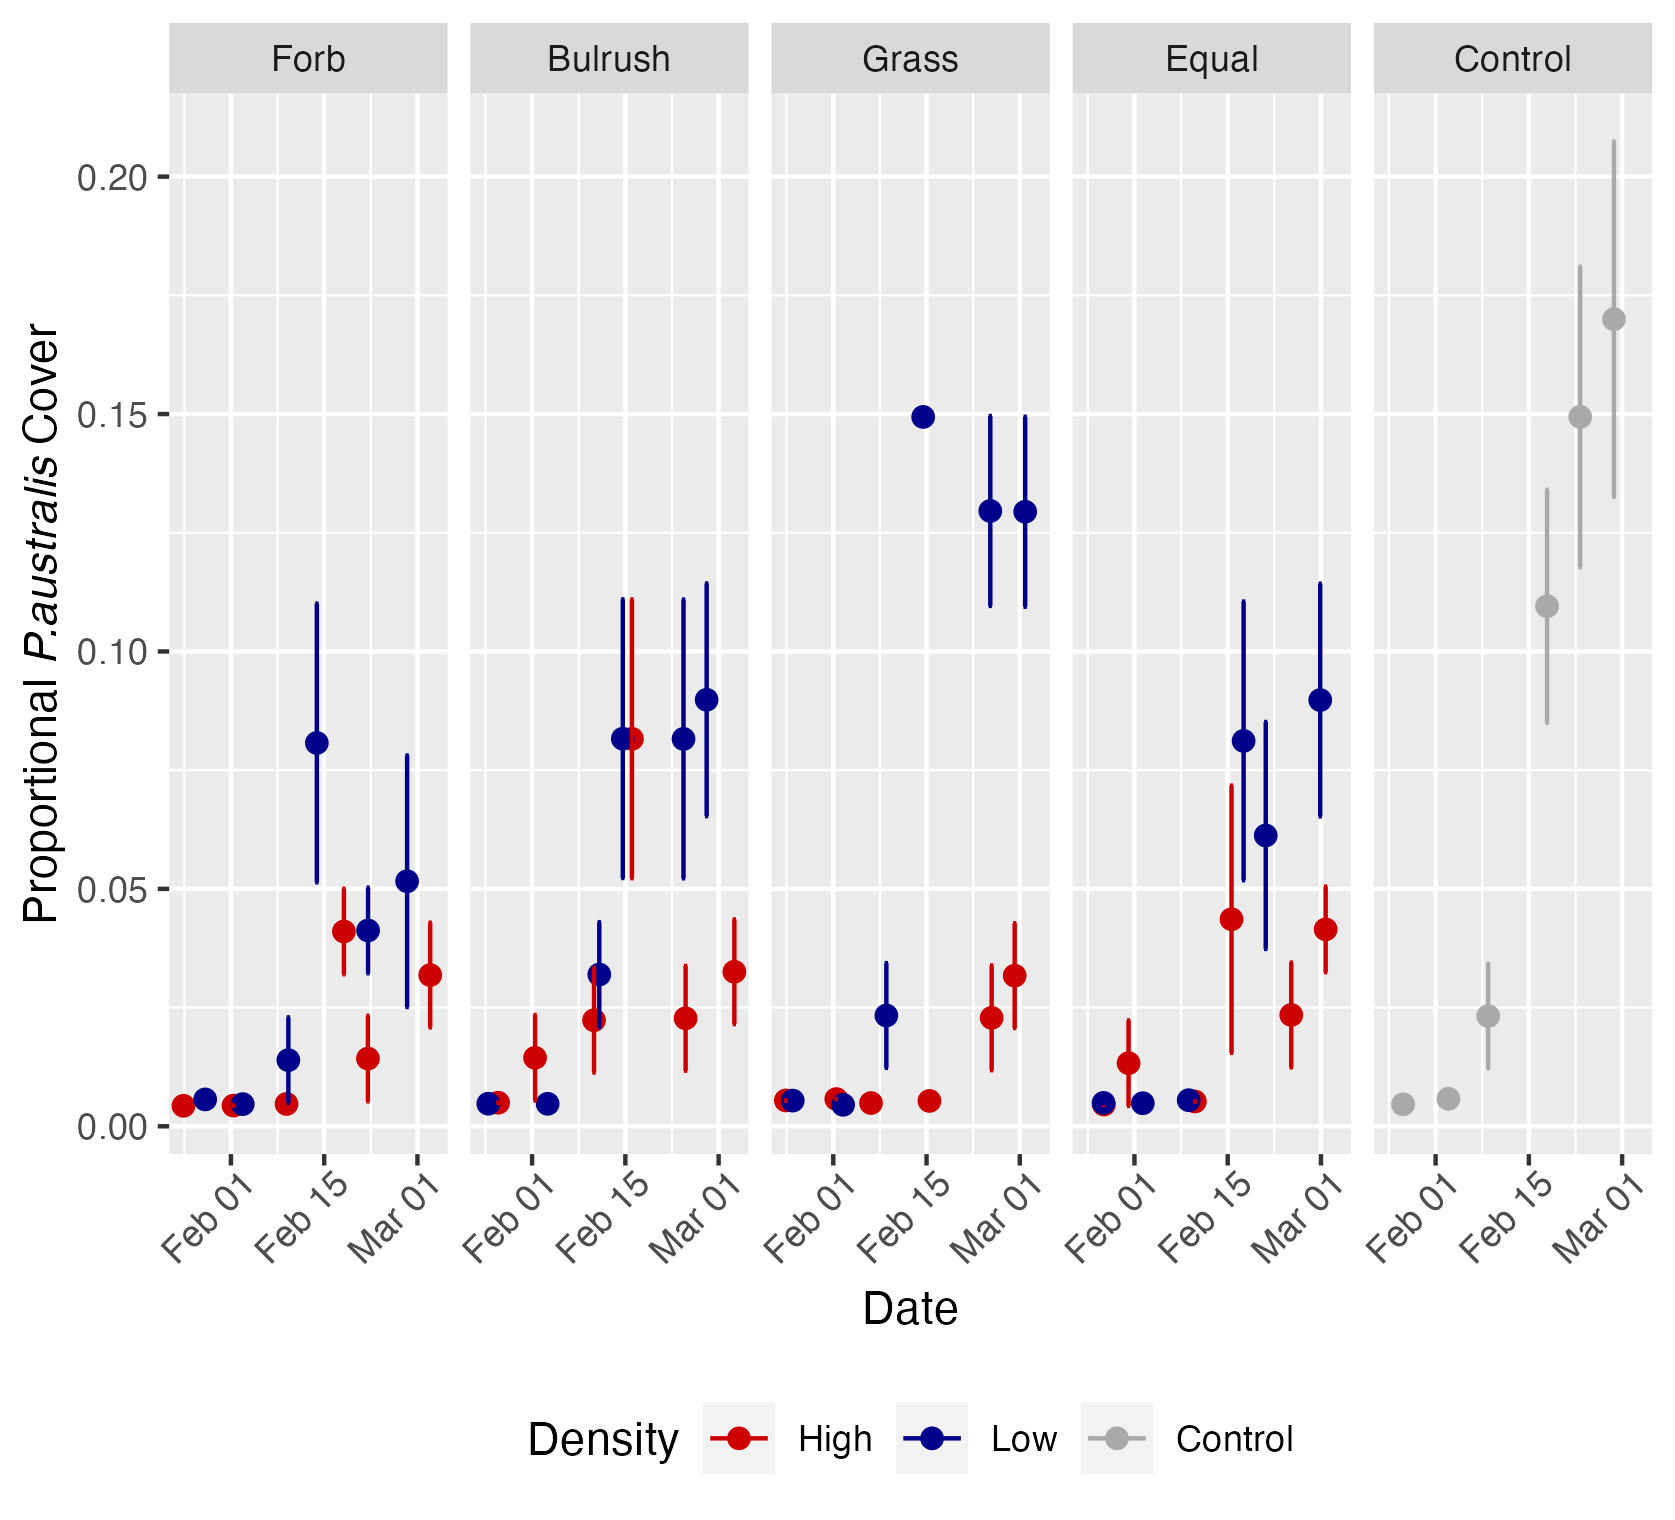 Forb Bulrush Grass Equal Control
0.20
0.15
0.10
0.05
0.00
Proportional P.australis Cover
Feb 01 Feb 15 Mar 01 Feb 01 Feb 15 Mar 01 Feb 01 Feb 15 Mar 01 Feb 01 Feb 15 Mar 01 Feb 01 Feb 15 Mar 01
Date
Density High Low Control